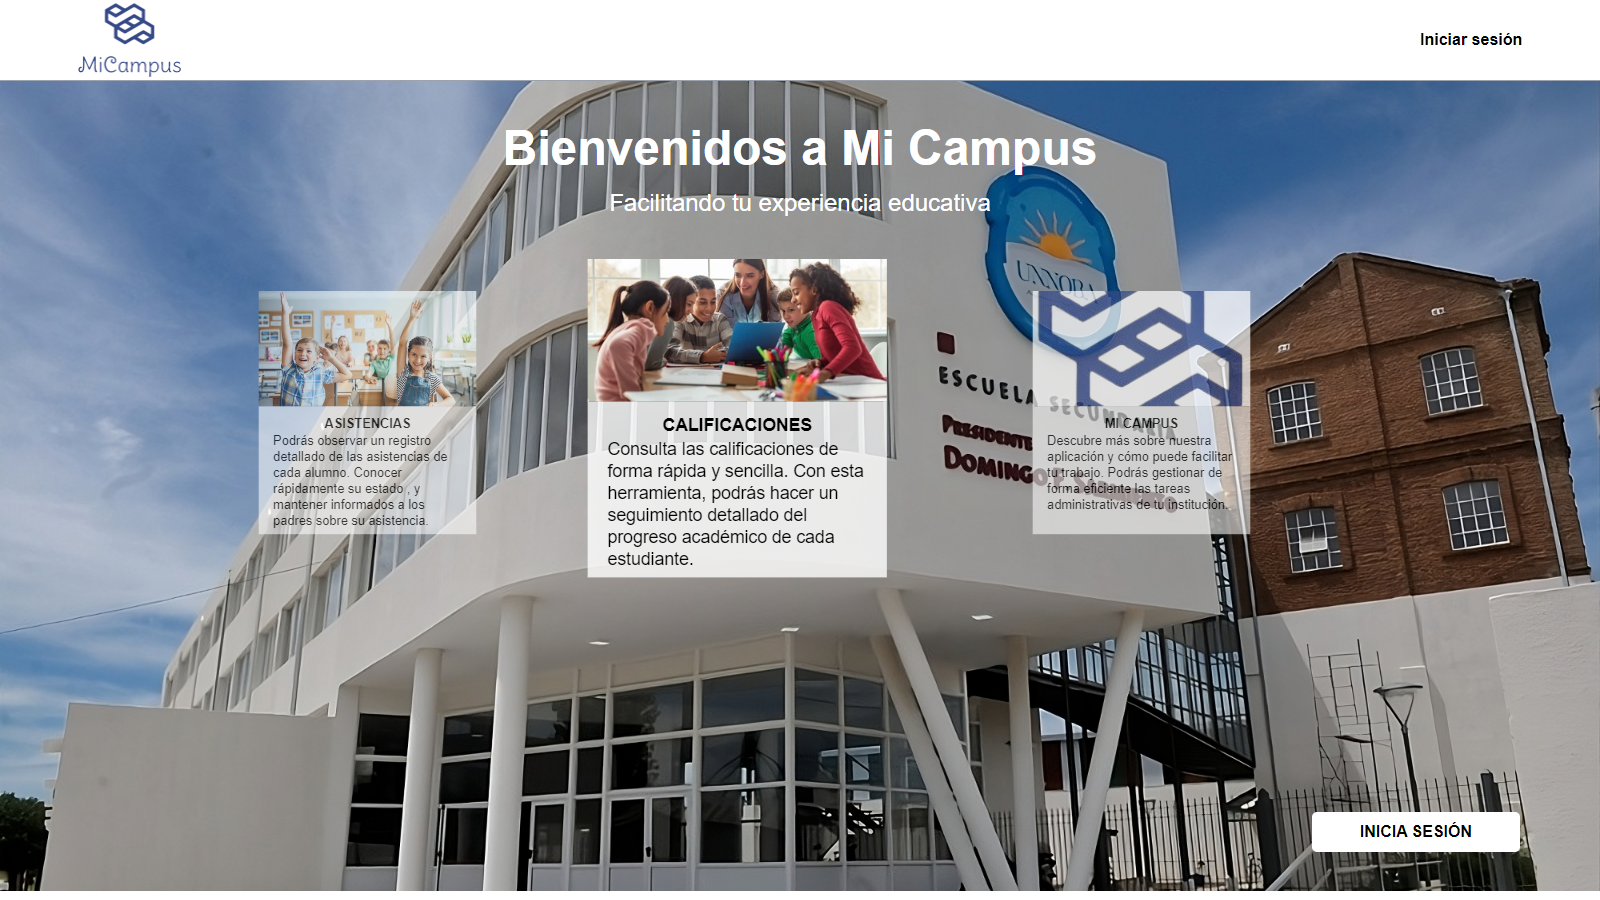 MiCampus
Iniciar sesión
Bienvenidos a Mi Campus
Facilitando tu experiencia educativa
UNNOBA
ESCUELA SECUNDARIA
PRESIDENTE
DOMINGO
ASISTENCIAS
Podrás observar un registro
detallado de las asistencias de
cada alumno. Conocer
rápidamente su estado , y
mantener informados a los
padres sobre su asistencia.
CALIFICACIONES
Consulta las calificaciones de
forma rápida y sencilla. Con esta
herramienta, podrás hacer un
seguimiento detallado del
progreso académico de cada
estudiante.
MI CAMPUS
Descubre más sobre nuestra
aplicación y cómo puede facilitar
tu trabajo. Podrás gestionar de
forma eficiente las tareas
administrativas de tu institución.
INICIA SESIÓN